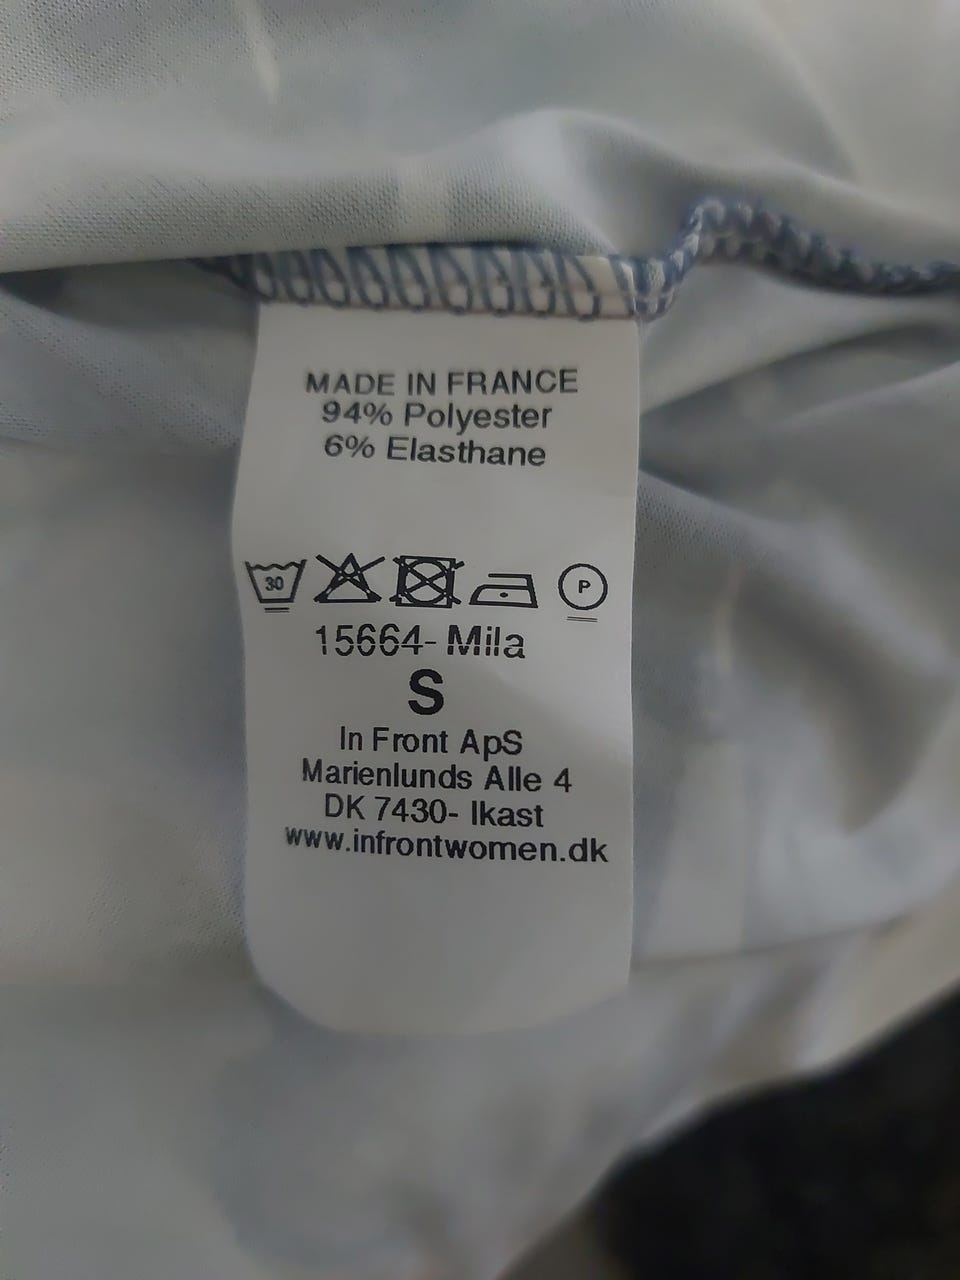 MADE IN FRANCE
94% Polyester
6% Elasthane
30 P
15664- Mila
S
In Front ApS
Marienlunds Alle 4
DK 7430- Ikast
www.infrontwomen.dk